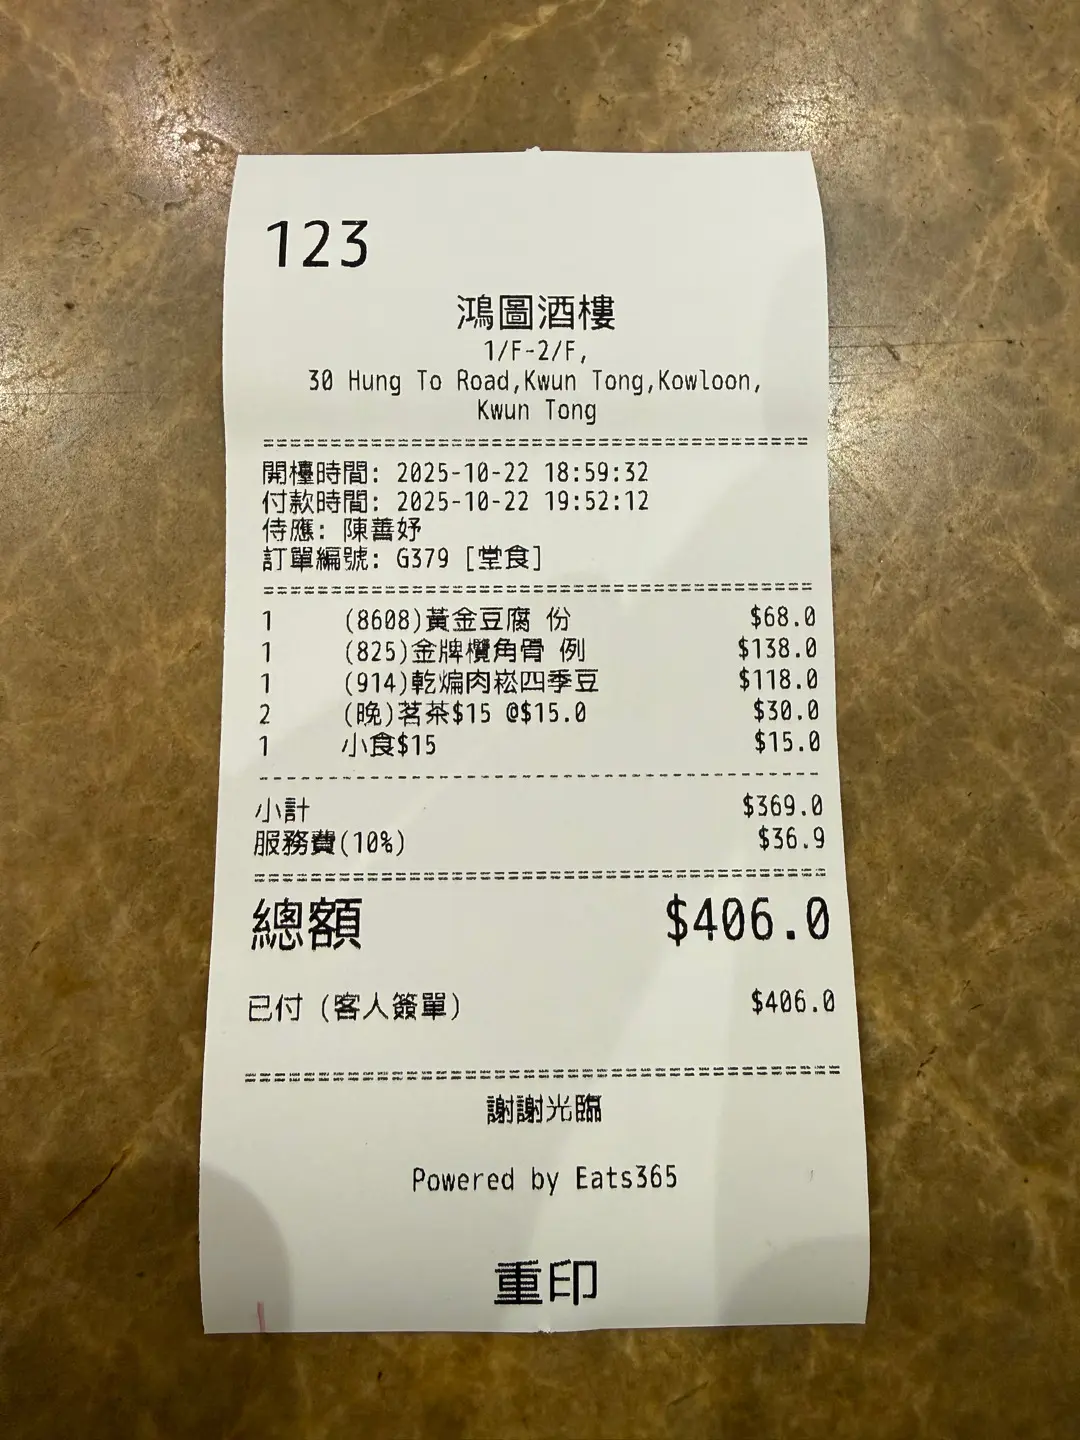 123
鴻圖酒樓
1/F-2/F,
30 Hung To Road,Kwun Tong,Kowloon,
Kwun Tong
開檯時間: 2025-10-22 18:59:32
付款時間: 2025-10-22 19:52:12
侍應: 陳善妤
訂單編號: G379 [堂食]
1 (8608)黃金豆腐 份 $68.0
1 (825)金牌欖角骨 例 $138.0
1 (914)乾煸肉崧四季豆 $118.0
2 (晚)茗茶$15 @$15.0 $30.0
1 小食$15 $15.0
小計 $369.0
服務費(10%) $36.9
總額 $406.0
已付 (客人簽單) $406.0
謝謝光臨
Powered by Eats365
重印